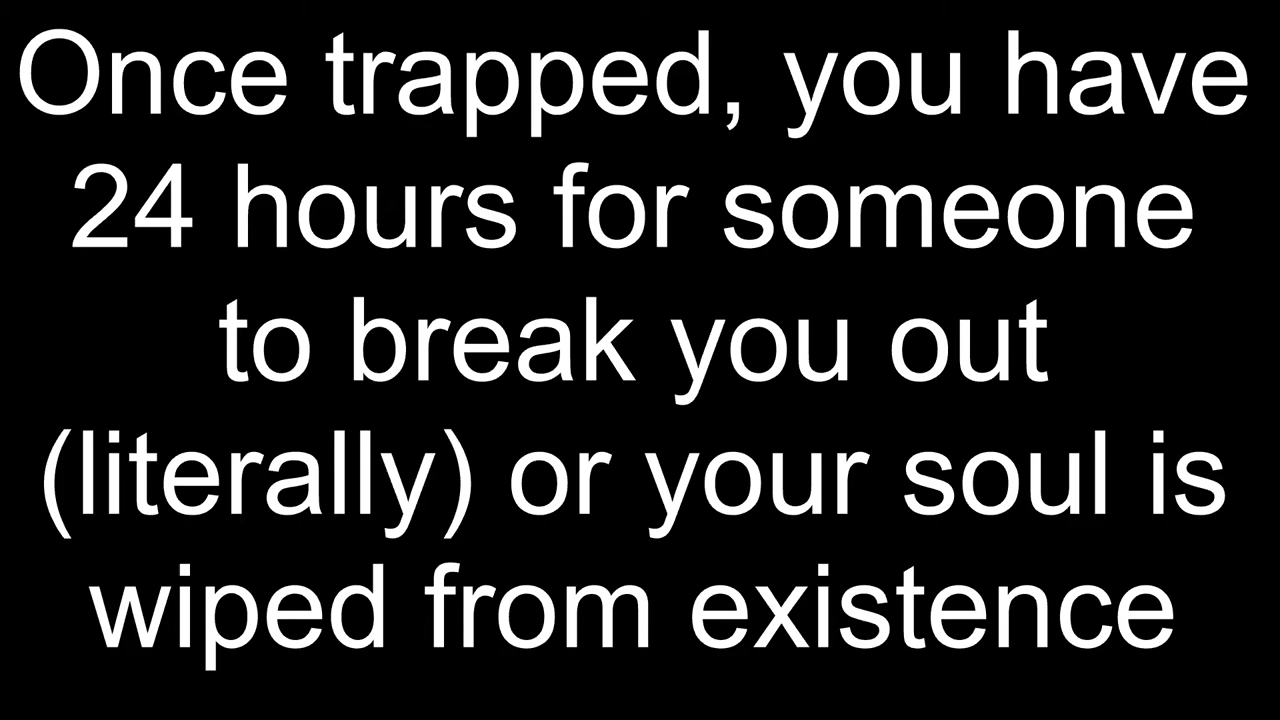 Once trapped, you have
24 hours for someone
to break you out
(literally) or your soul is
wiped from existence